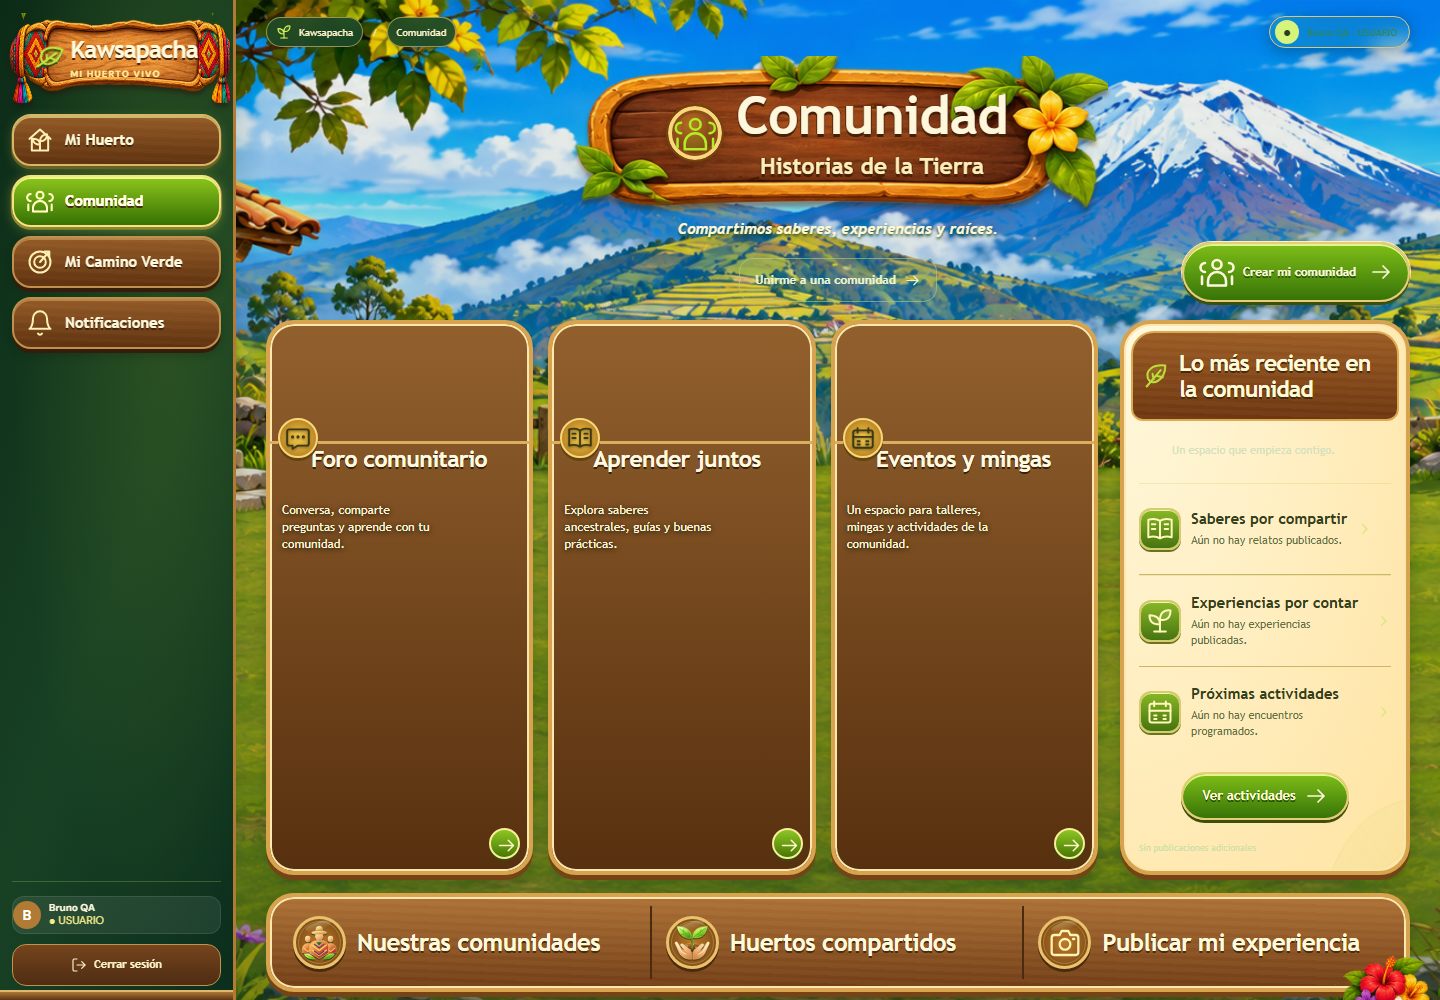 Kawsapacha
MI HUERTO VIVO
Mi Huerto
Comunidad
Mi Camino Verde
Notificaciones
B
Bruno QA
● USUARIO
Cerrar sesión
Kawsapacha
Comunidad
Bruno QA · USUARIO
Comunidad
Historias de la Tierra
Compartimos saberes, experiencias y raíces.
Unirme a una comunidad →
Crear mi comunidad →
Foro comunitario
Conversa, comparte
preguntas y aprende con tu
comunidad.
Aprender juntos
Explora saberes
ancestrales, guías y buenas
prácticas.
Eventos y mingas
Un espacio para talleres,
mingas y actividades de la
comunidad.
Lo más reciente en
la comunidad
Un espacio que empieza contigo.
Saberes por compartir
Aún no hay relatos publicados.
Experiencias por contar
Aún no hay experiencias
publicadas.
Próximas actividades
Aún no hay encuentros
programados.
Ver actividades →
Sin publicaciones adicionales
Nuestras comunidades
Huertos compartidos
Publicar mi experiencia